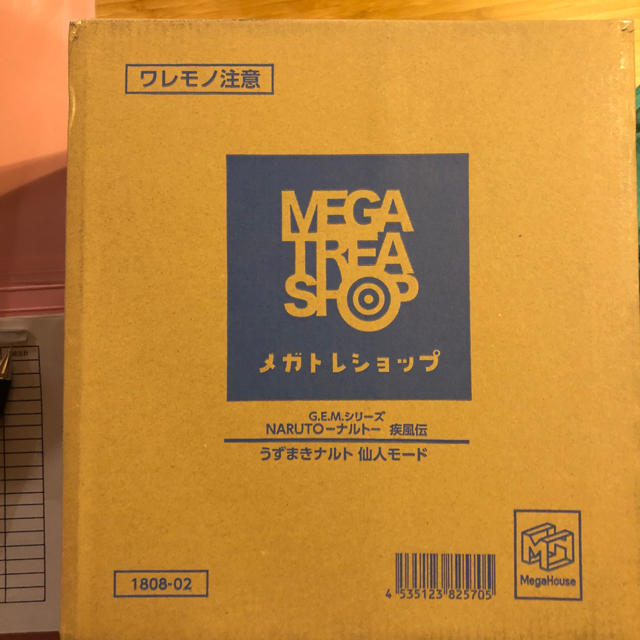 ワレモノ注意
MEGA
TREA
SHOP
メガトレショップ
G.E.M.シリーズ
NARUTOーナルトー 疾風伝
うずまきナルト 仙人モード
1808-02
4 535123 825705
MegaHouse